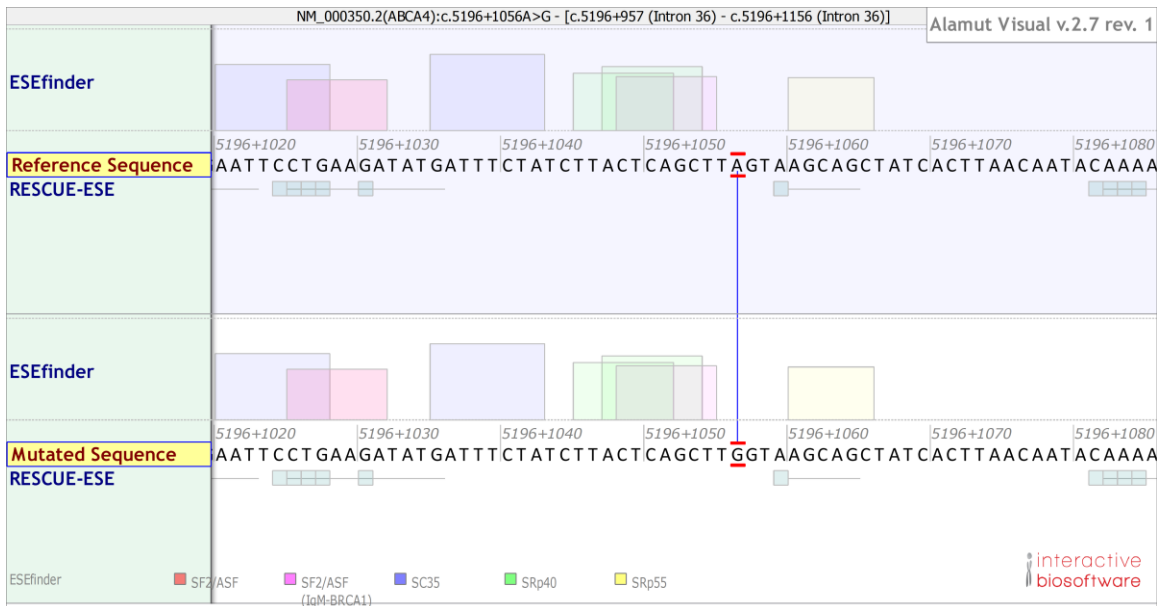 NM_000350.2(ABCA4):c.5196+1056A>G - [c.5196+957 (Intron 36) - c.5196+1156 (Intron 36)]
Alamut Visual v.2.7 rev. 1
ESEfinder
5196+1020 5196+1030 5196+1040 5196+1050 5196+1060 5196+1070 5196+1080
Reference Sequence AATTCCTGAAGATATGATTTCTATCTTACTCAGCTTAGTAAGCAGCTATCACTTAACAATACAAAA
RESCUE-ESE
ESEfinder
5196+1020 5196+1030 5196+1040 5196+1050 5196+1060 5196+1070 5196+1080
Mutated Sequence AATTCCTGAAGATATGATTTCTATCTTACTCAGCTTGGTAAGCAGCTATCACTTAACAATACAAAA
RESCUE-ESE
interactive
biosoftware
ESEfinder SF2/ASF SF2/ASF SC35 SRp40 SRp55
(IgM-BRCA1)